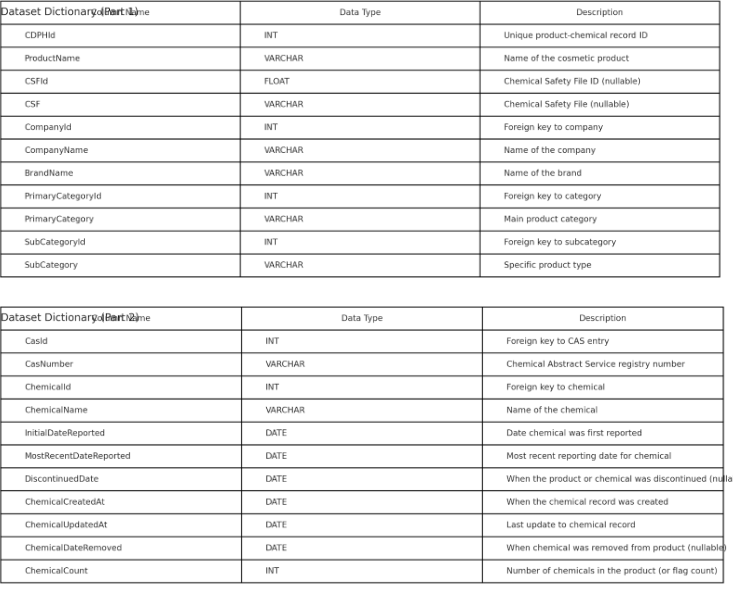 Dataset Dictionary (Part 1)
Column Name Data Type Description
CDPHId INT Unique product-chemical record ID
ProductName VARCHAR Name of the cosmetic product
CSFId FLOAT Chemical Safety File ID (nullable)
CSF VARCHAR Chemical Safety File (nullable)
CompanyId INT Foreign key to company
CompanyName VARCHAR Name of the company
BrandName VARCHAR Name of the brand
PrimaryCategoryId INT Foreign key to category
PrimaryCategory VARCHAR Main product category
SubCategoryId INT Foreign key to subcategory
SubCategory VARCHAR Specific product type
Dataset Dictionary (Part 2)
Column Name Data Type Description
CasId INT Foreign key to CAS entry
CasNumber VARCHAR Chemical Abstract Service registry number
ChemicalId INT Foreign key to chemical
ChemicalName VARCHAR Name of the chemical
InitialDateReported DATE Date chemical was first reported
MostRecentDateReported DATE Most recent reporting date for chemical
DiscontinuedDate DATE When the product or chemical was discontinued (nulla
ChemicalCreatedAt DATE When the chemical record was created
ChemicalUpdatedAt DATE Last update to chemical record
ChemicalDateRemoved DATE When chemical was removed from product (nullable)
ChemicalCount INT Number of chemicals in the product (or flag count)